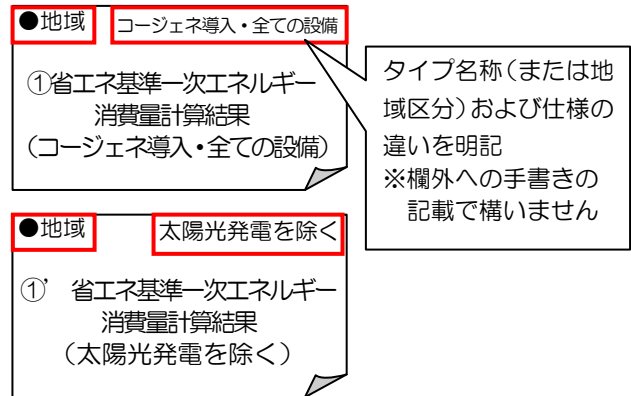 ●地域
コージェネ導入・全ての設備
①省エネ基準一次エネルギー
消費量計算結果
（コージェネ導入・全ての設備）
タイプ名称（または地
域区分）および仕様の
違いを明記
※欄外への手書きの
記載で構いません
●地域
太陽光発電を除く
①’ 省エネ基準一次エネルギー
消費量計算結果
（太陽光発電を除く）